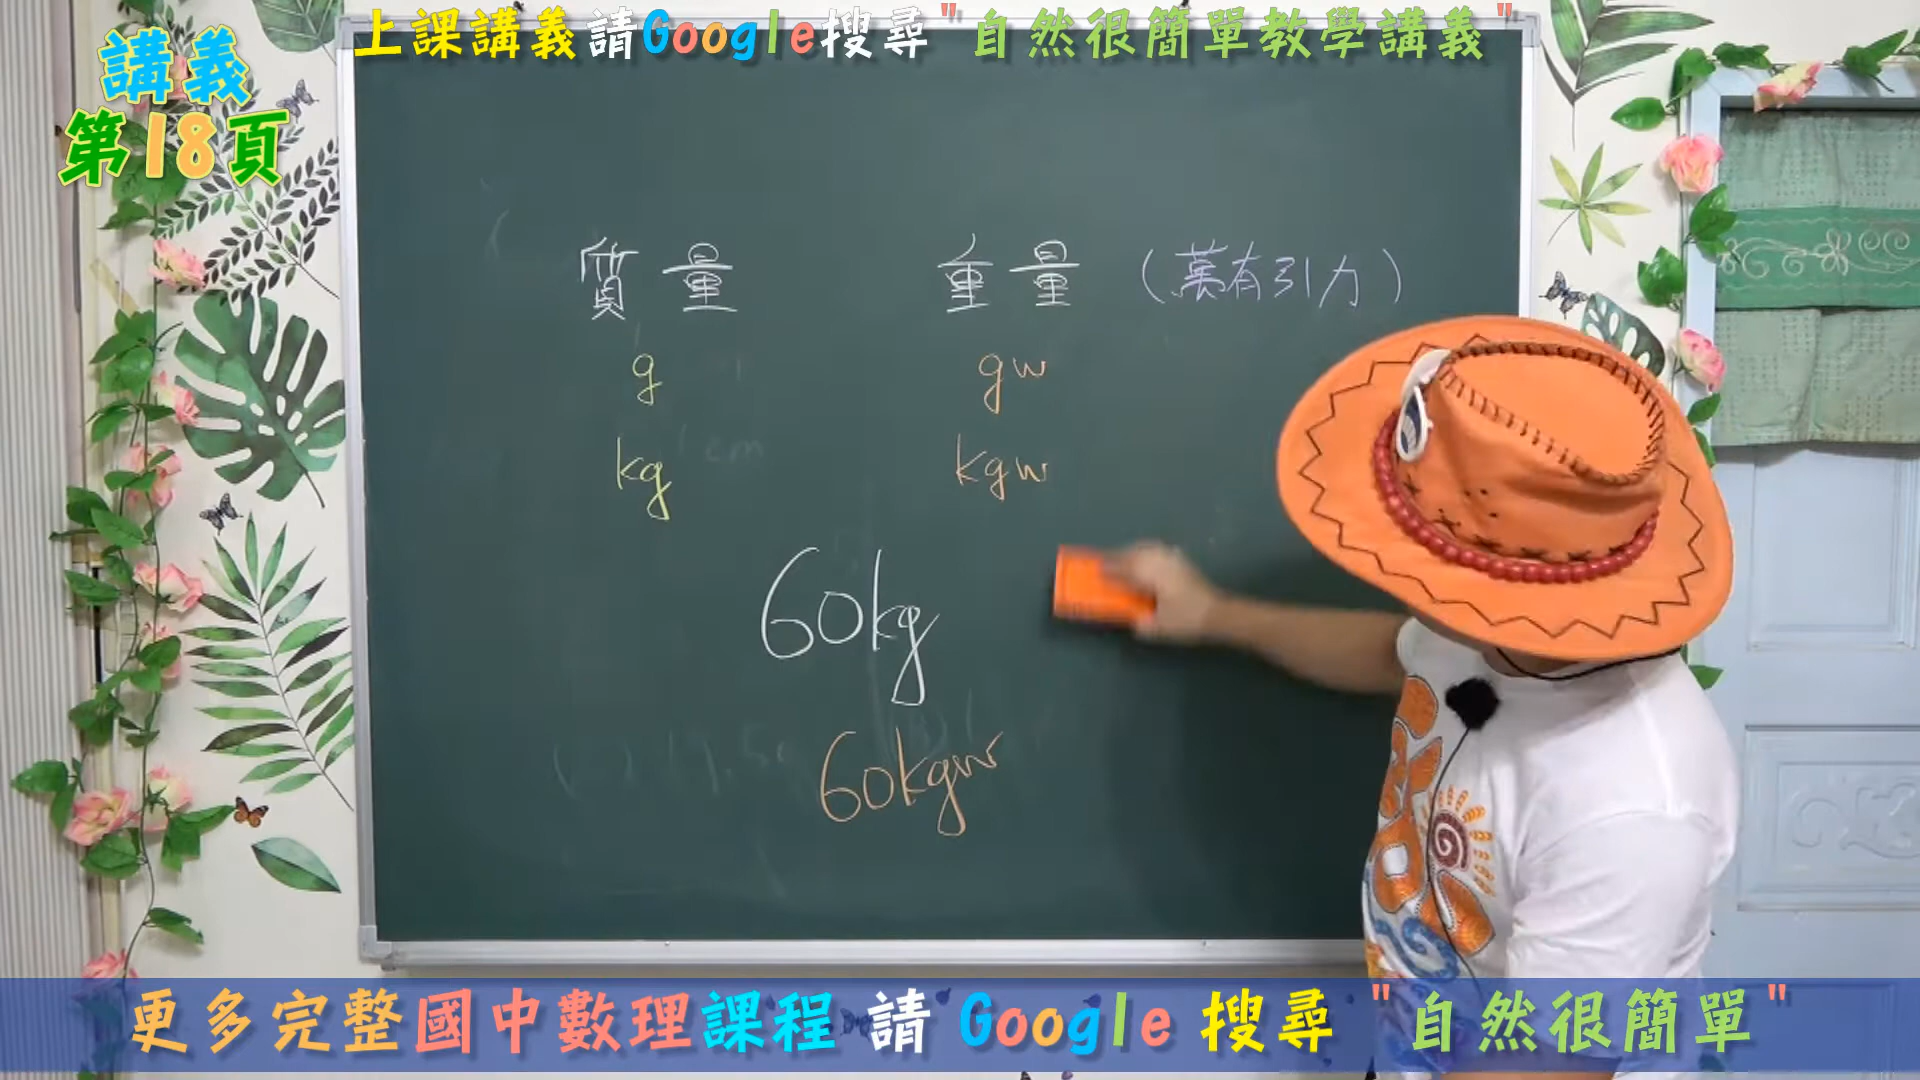 上課講義請Google搜尋"自然很簡單教學講義"
講義
第18頁
質量 重量 (萬有引力)
g gw
kg kgw
60kg
60kgw
更多完整國中數理課程 請 Google 搜尋 "自然很簡單"